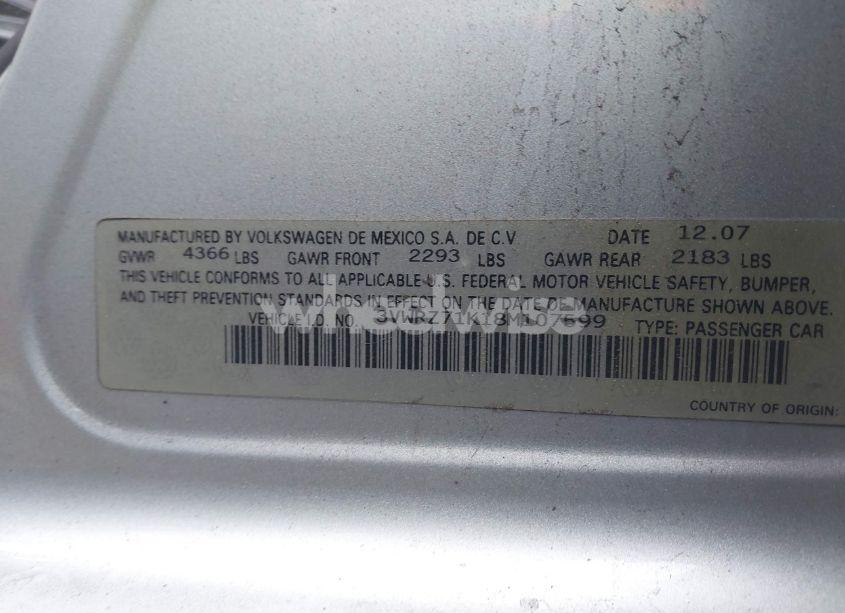 MANUFACTURED BY VOLKSWAGEN DE MEXICO S.A. DE C.V DATE 12.07
GVWR 4366 LBS GAWR FRONT 2293 LBS GAWR REAR 2183 LBS
THIS VEHICLE CONFORMS TO ALL APPLICABLE U.S. FEDERAL MOTOR VEHICLE SAFETY, BUMPER,
AND THEFT PREVENTION STANDARDS IN EFFECT ON THE DATE OF MANUFACTURE SHOWN ABOVE.
VEHICLE I.D. NO. 3VWRZ71K18M107699 TYPE: PASSENGER CAR
COUNTRY OF ORIGIN: